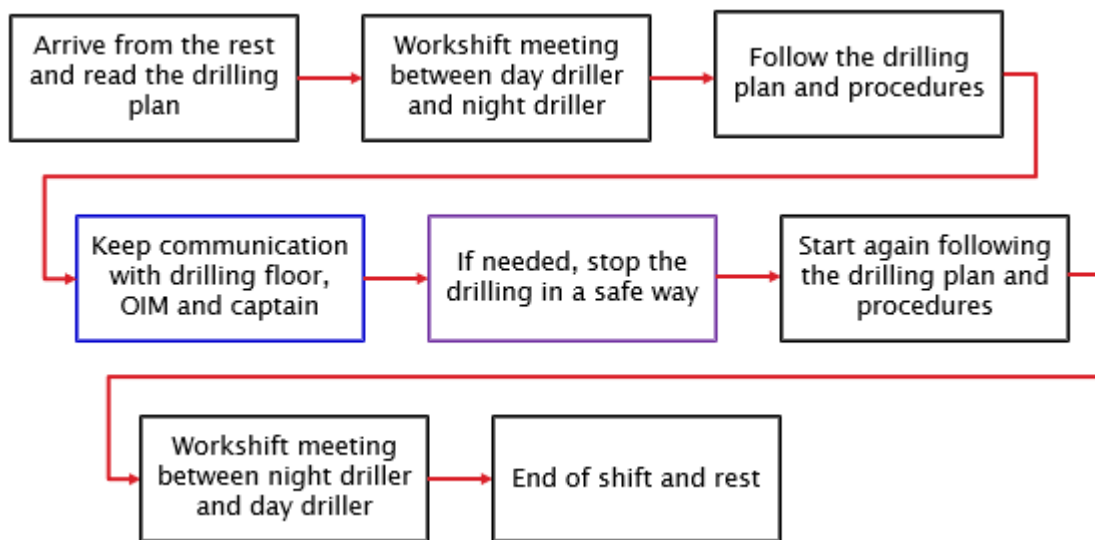 Arrive from the rest
and read the drilling
plan
Workshift meeting
between day driller
and night driller
Follow the drilling
plan and procedures
Keep communication
with drilling floor,
OIM and captain
If needed, stop the
drilling in a safe way
Start again following
the drilling plan and
procedures
Workshift meeting
between night driller
and day driller
End of shift and rest